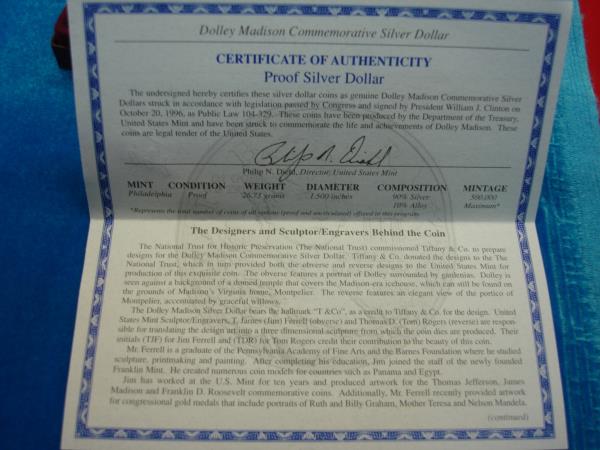 Dolley Madison Commemorative Silver Dollar
CERTIFICATE OF AUTHENTICITY
Proof Silver Dollar
The undersigned hereby certifies these silver dollar coins as genuine Dolley Madison Commemorative Silver
Dollars struck in accordance with legislation passed by Congress and signed by President William J. Clinton on
October 20, 1996, as Public Law 104-329. These coins have been produced by the Department of the Treasury,
United States Mint and have been struck to commemorate the life and achievements of Dolley Madison. These
coins are legal tender of the United States.
Philip N. Diehl
Philip N. Diehl, Director, United States Mint
MINT CONDITION WEIGHT DIAMETER COMPOSITION MINTAGE
Philadelphia Proof 26.73 grams 1.500 inches 90% Silver 500,000
10% Alloy Maximum*
*Represents the total number of coins of all options (proof and uncirculated) offered in this program.
The Designers and Sculptor/Engravers Behind the Coin
The National Trust for Historic Preservation (The National Trust) commissioned Tiffany & Co. to prepare
designs for the Dolley Madison Commemorative Silver Dollar. Tiffany & Co. donated the designs to the The
National Trust, which in turn provided both the obverse and reverse designs to the United States Mint for
production of this exquisite coin. The obverse features a portrait of Dolley surrounded by gardenias. Dolley is
seen against a background of a domed temple that covers the Madison-era icehouse, which can still be found on
the grounds of Madison's Virginia home, Montpelier. The reverse features an elegant view of the portico of
Montpelier, accentuated by graceful willows.
The Dolley Madison Silver Dollar bears the hallmark "T &Co", as a credit to Tiffany & Co. for the design. United
States Mint Sculptor/Engravers, T. James (Jim) Ferrell (obverse) and Thomas D. (Tom) Rogers (reverse) are respon-
sible for translating the design art into a three dimensional sculpture from which the coin dies are produced. Their
initials (TJF) for Jim Ferrell and (TDR) for Tom Rogers credit their contribution to the beauty of this coin.
Mr. Ferrell is a graduate of the Pennsylvania Academy of Fine Arts and the Barnes Foundation where he studied
sculpture, printmaking and painting. After completing his education, Jim joined the staff of the newly founded
Franklin Mint. He created numerous coin models for countries such as Panama and Egypt.
Jim has worked at the U.S. Mint for ten years and produced artwork for the Thomas Jefferson, James
Madison and Franklin D. Roosevelt commemorative coins. Additionally, Mr. Ferrell recently provided artwork
for congressional gold medals that include portraits of Ruth and Billy Graham, Mother Teresa and Nelson Mandela.
(continued)